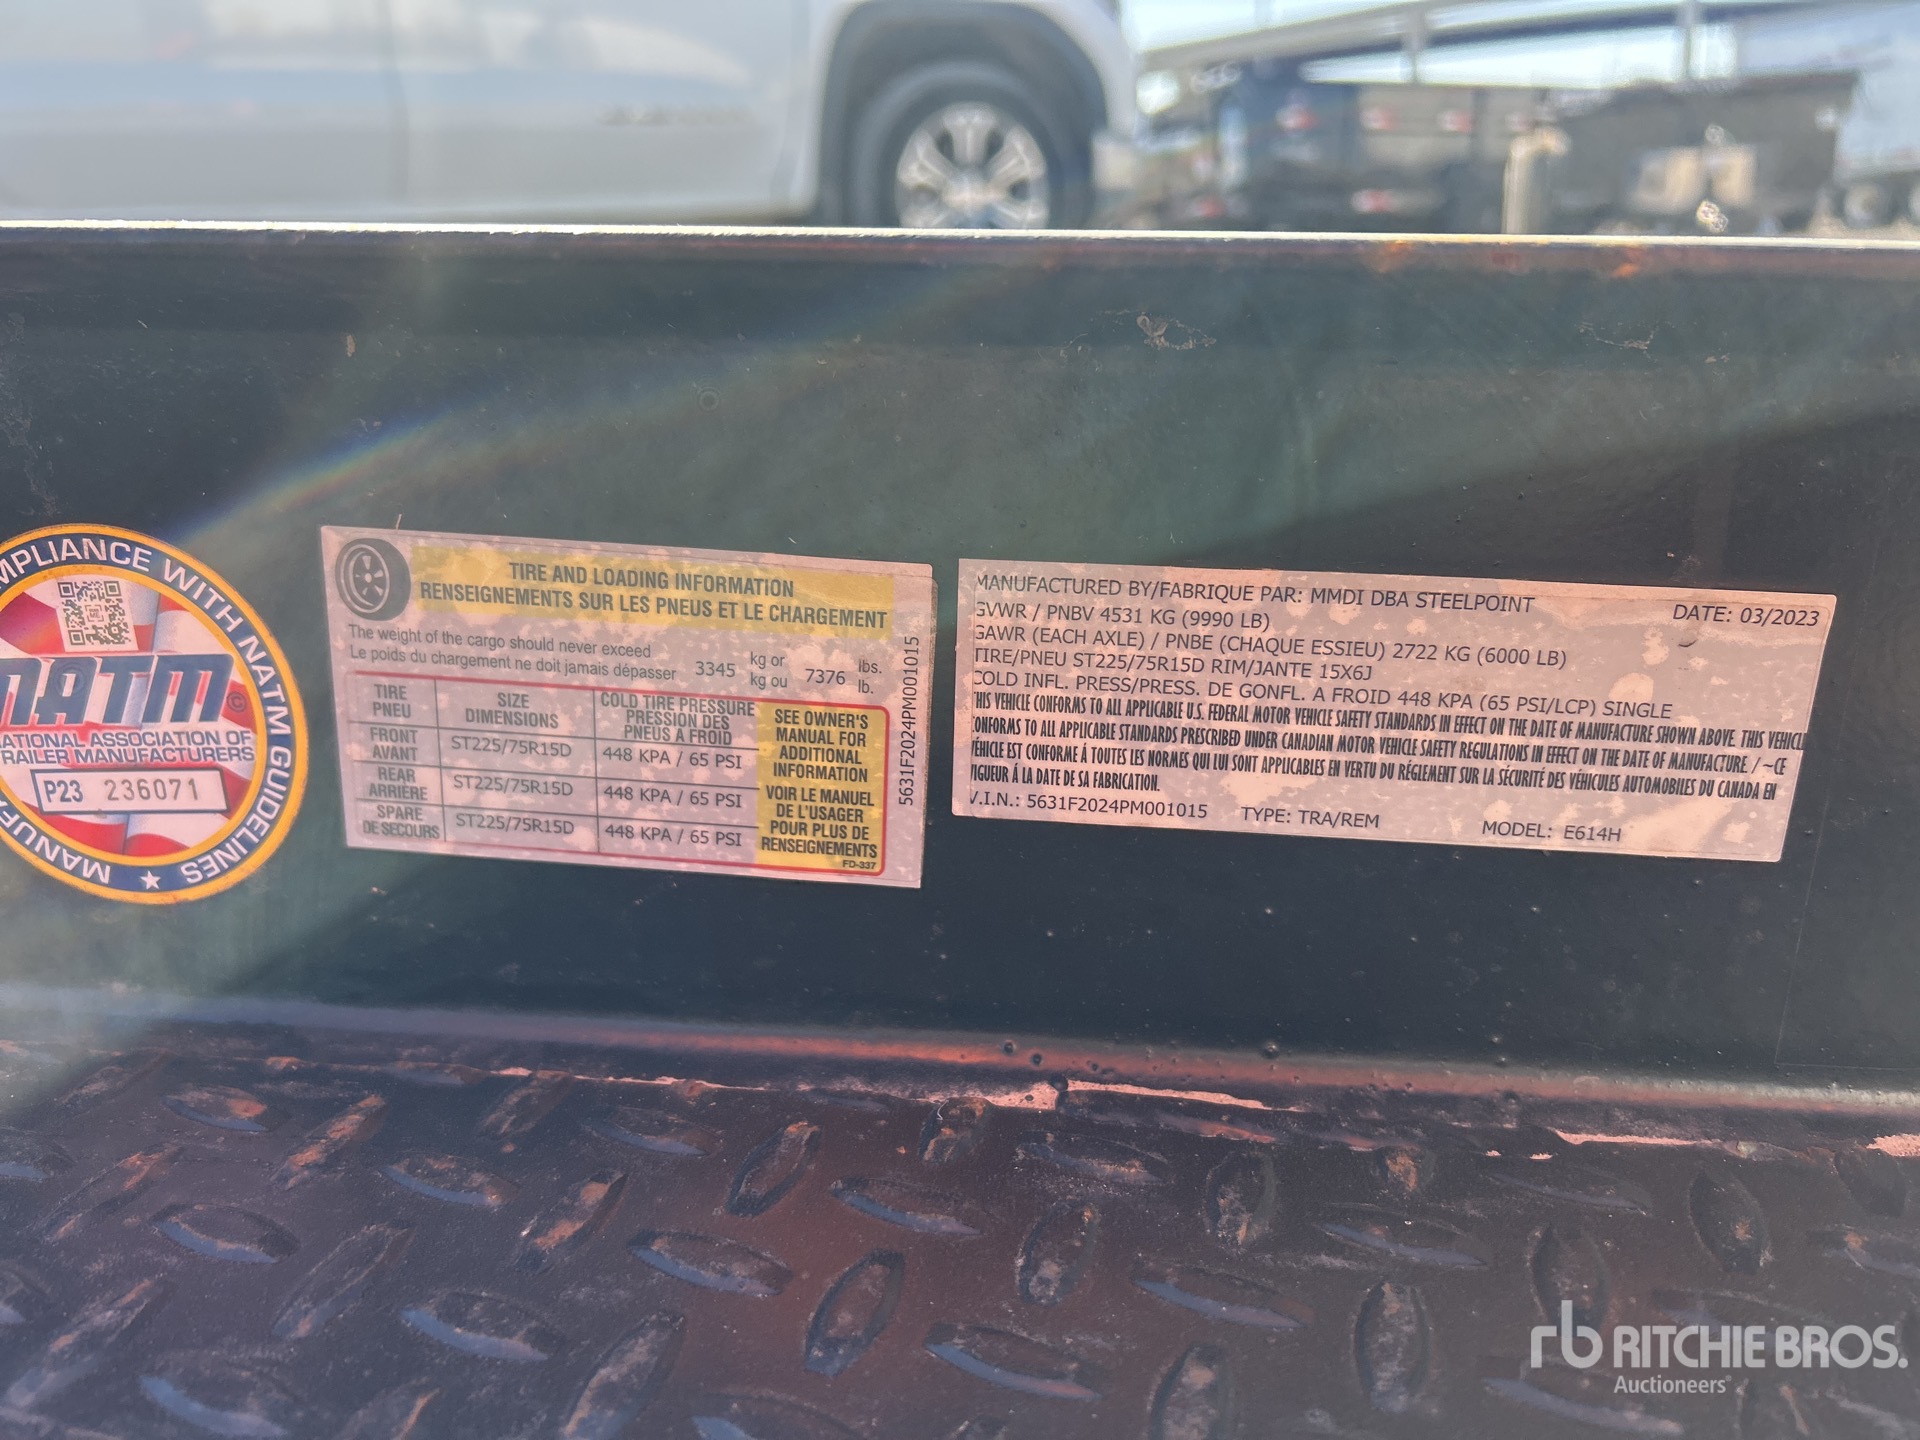 MPLIANCE WITH NATM GUIDELINES
NATM
NATIONAL ASSOCIATION OF
TRAILER MANUFACTURERS
P23 236071
MANUFA
TIRE AND LOADING INFORMATION
RENSEIGNEMENTS SUR LES PNEUS ET LE CHARGEMENT
The weight of the cargo should never exceed
Le poids du chargement ne doit jamais dépasser
3345 kg or 7376 lbs.
kg ou lb.
TIRE SIZE COLD TIRE PRESSURE
PNEU DIMENSIONS PRESSION DES
PNEUS A FROID
FRONT
AVANT ST225/75R15D 448 KPA / 65 PSI
REAR
ARRIÈRE ST225/75R15D 448 KPA / 65 PSI
SPARE
DE SECOURS ST225/75R15D 448 KPA / 65 PSI
SEE OWNER'S
MANUAL FOR
ADDITIONAL
INFORMATION
VOIR LE MANUEL
DE L'USAGER
POUR PLUS DE
RENSEIGNEMENTS
FD-337
5631F2024PM001015
MANUFACTURED BY/FABRIQUE PAR: MMDI DBA STEELPOINT DATE: 03/2023
GVWR / PNBV 4531 KG (9990 LB)
GAWR (EACH AXLE) / PNBE (CHAQUE ESSIEU) 2722 KG (6000 LB)
TIRE/PNEU ST225/75R15D RIM/JANTE 15X6J
COLD INFL. PRESS/PRESS. DE GONFL. A FROID 448 KPA (65 PSI/LCP) SINGLE
THIS VEHICLE CONFORMS TO ALL APPLICABLE U.S. FEDERAL MOTOR VEHICLE SAFETY STANDARDS IN EFFECT ON THE DATE OF MANUFACTURE SHOWN ABOVE. THIS VEHICL
CONFORMS TO ALL APPLICABLE STANDARDS PRESCRIBED UNDER CANADIAN MOTOR VEHICLE SAFETY REGULATIONS IN EFFECT ON THE DATE OF MANUFACTURE. / ~CE
VÉHICLE EST CONFORME Á TOUTES LES NORMES QUI LUI SONT APPLICABLES EN VERTU DU RÉGLEMENT SUR LA SÉCURITÉ DES VÉHICULES AUTOMOBILES DU CANADA EN
VIGUEUR Á LA DATE DE SA FABRICATION.
V.I.N.: 5631F2024PM001015 TYPE: TRA/REM MODEL: E614H
rb RITCHIE BROS.
Auctioneers